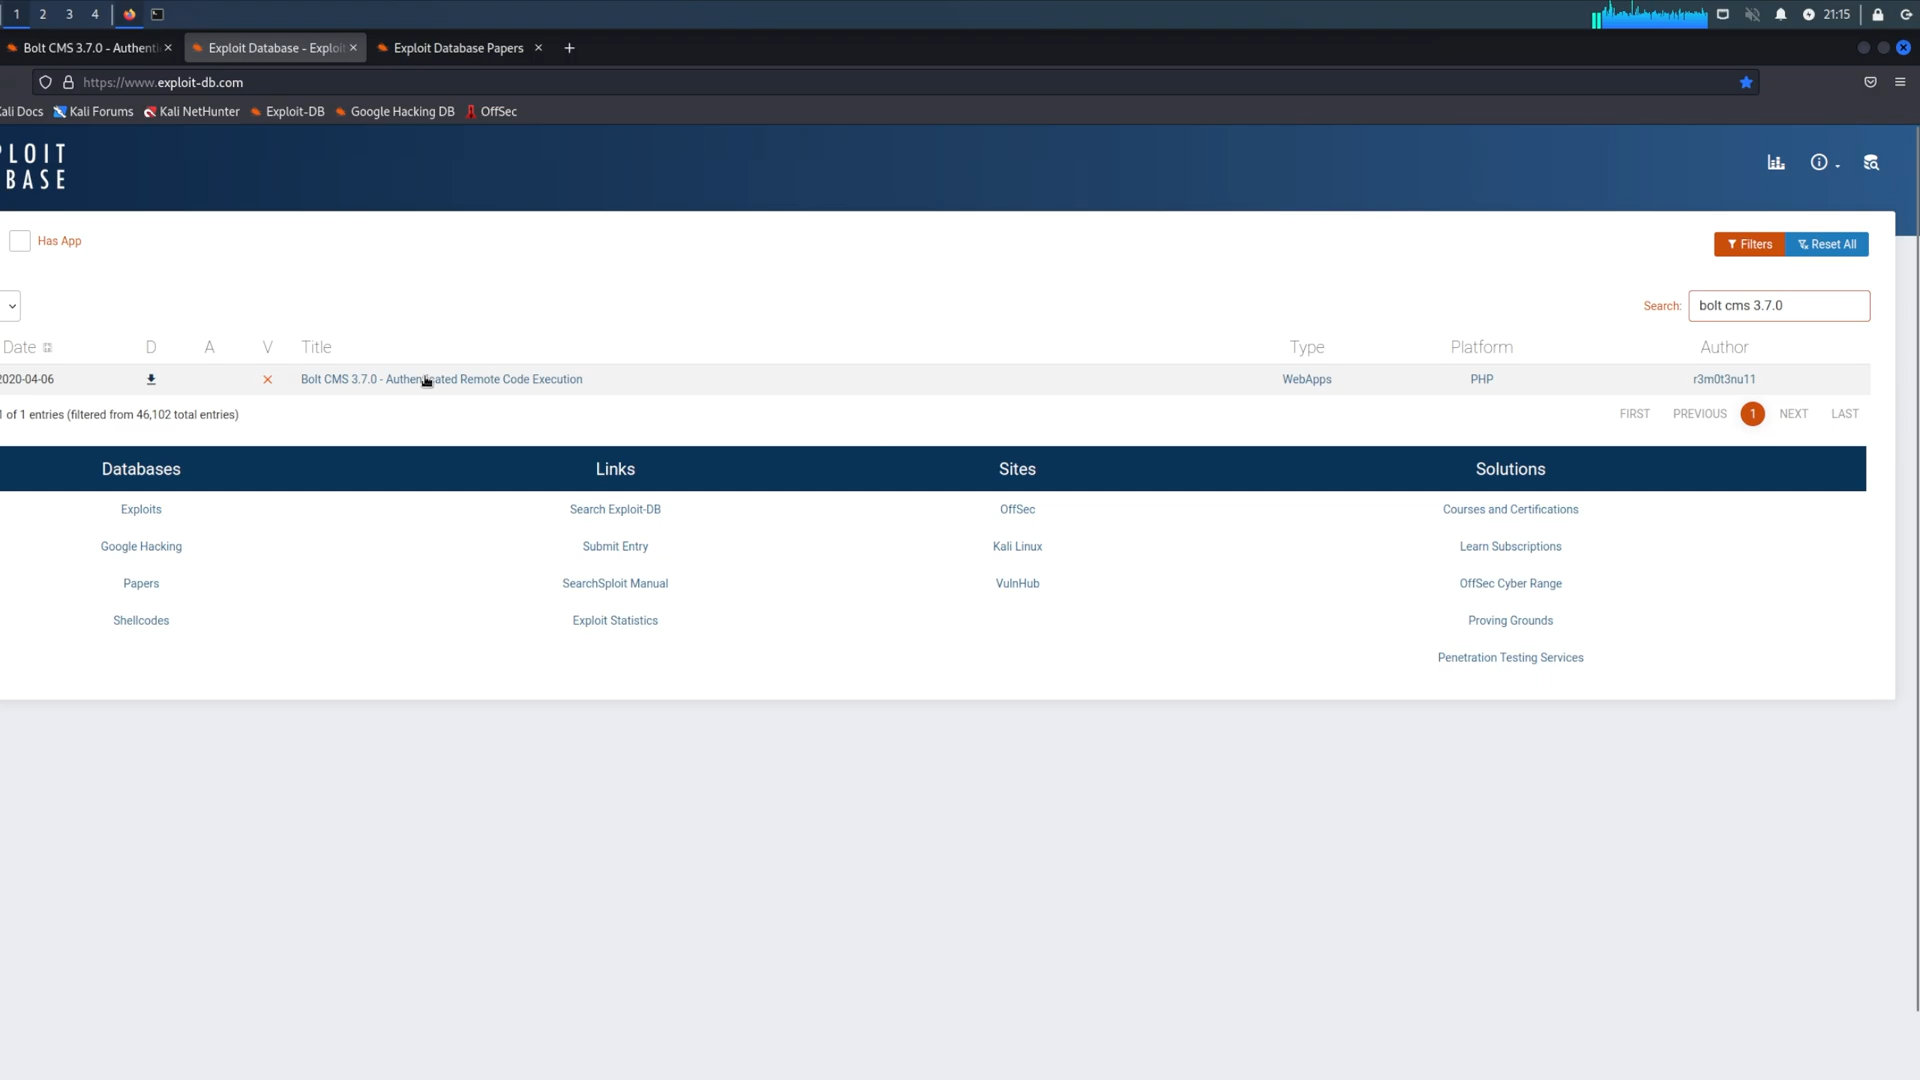 1 2 3 4 21:15
Bolt CMS 3.7.0 - Authenti × Exploit Database - Exploit × Exploit Database Papers × +
https://www.exploit-db.com
Kali Docs Kali Forums Kali NetHunter Exploit-DB Google Hacking DB OffSec
PLOIT
BASE
Has App Filters Reset All
Search: bolt cms 3.7.0
Date D A V Title Type Platform Author
2020-04-06 Bolt CMS 3.7.0 - Authenticated Remote Code Execution WebApps PHP r3m0t3nu11
1 of 1 entries (filtered from 46,102 total entries) FIRST PREVIOUS 1 NEXT LAST
Databases Links Sites Solutions
Exploits Search Exploit-DB OffSec Courses and Certifications
Google Hacking Submit Entry Kali Linux Learn Subscriptions
Papers SearchSploit Manual VulnHub OffSec Cyber Range
Shellcodes Exploit Statistics Proving Grounds
Penetration Testing Services